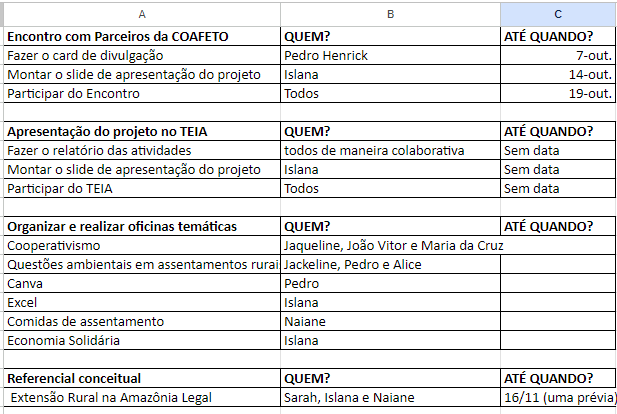 A B C
Encontro com Parceiros da COAFETO QUEM? ATÉ QUANDO?
Fazer o card de divulgação Pedro Henrick 7-out.
Montar o slide de apresentação do projeto Islana 14-out.
Participar do Encontro Todos 19-out.
Apresentação do projeto no TEIA QUEM? ATÉ QUANDO?
Fazer o relatório das atividades todos de maneira colaborativa Sem data
Montar o slide de apresentação do projeto Islana Sem data
Participar do TEIA Todos Sem data
Organizar e realizar oficinas temáticas QUEM? ATÉ QUANDO?
Cooperativismo Jaqueline, João Vitor e Maria da Cruz
Questões ambientais em assentamentos rurai Jackeline, Pedro e Alice
Canva Pedro
Excel Islana
Comidas de assentamento Naiane
Economia Solidária Islana
Referencial conceitual QUEM? ATÉ QUANDO?
Extensão Rural na Amazônia Legal Sarah, Islana e Naiane 16/11 (uma prévia)